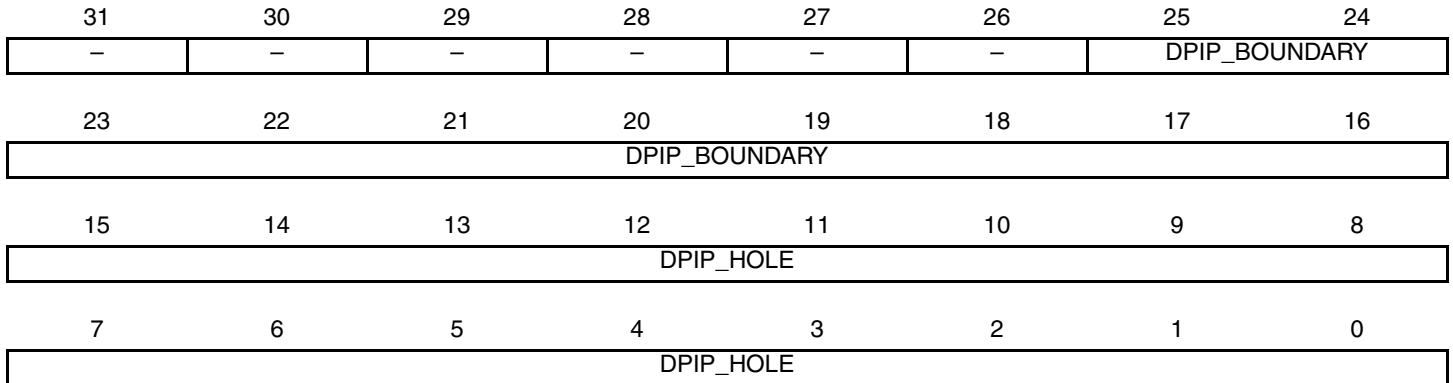 31 30 29 28 27 26 25 24
– – – – – – DPIP_BOUNDARY
23 22 21 20 19 18 17 16
DPIP_BOUNDARY
15 14 13 12 11 10 9 8
DPIP_HOLE
7 6 5 4 3 2 1 0
DPIP_HOLE